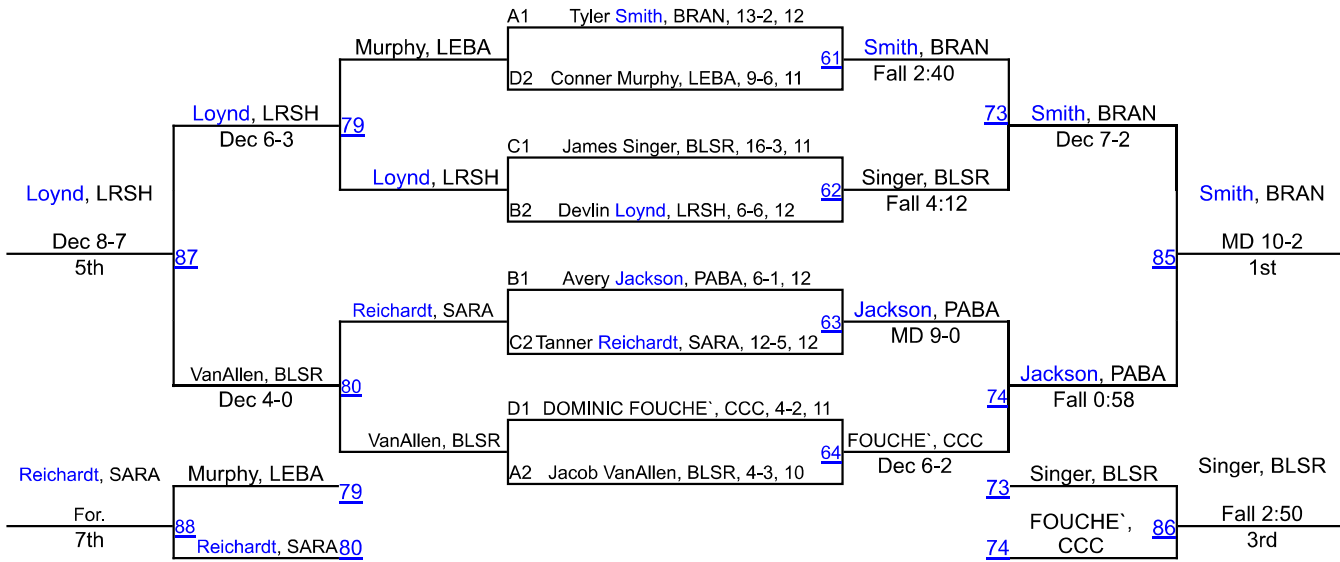 A1 Tyler Smith, BRAN, 13-2, 12
Murphy, LEBA
61
Smith, BRAN
D2 Conner Murphy, LEBA, 9-6, 11
Fall 2:40
Loynd, LRSH
79
Dec 6-3
73
Smith, BRAN
Dec 7-2
C1 James Singer, BLSR, 16-3, 11
Loynd, LRSH
62
Singer, BLSR
B2 Devlin Loynd, LRSH, 6-6, 12
Fall 4:12
Loynd, LRSH
Smith, BRAN
Dec 8-7
87
5th
85
MD 10-2
1st
B1 Avery Jackson, PABA, 6-1, 12
Reichardt, SARA
63
Jackson, PABA
C2 Tanner Reichardt, SARA, 12-5, 12
MD 9-0
VanAllen, BLSR
80
Dec 4-0
74
Jackson, PABA
Fall 0:58
D1 DOMINIC FOUCHE`, CCC, 4-2, 11
VanAllen, BLSR
64
FOUCHE`, CCC
A2 Jacob VanAllen, BLSR, 4-3, 10
Dec 6-2
Reichardt, SARA
Murphy, LEBA
79
73
Singer, BLSR
Singer, BLSR
For.
88
7th
FOUCHE`,
CCC
86
Fall 2:50
3rd
Reichardt, SARA
80
74